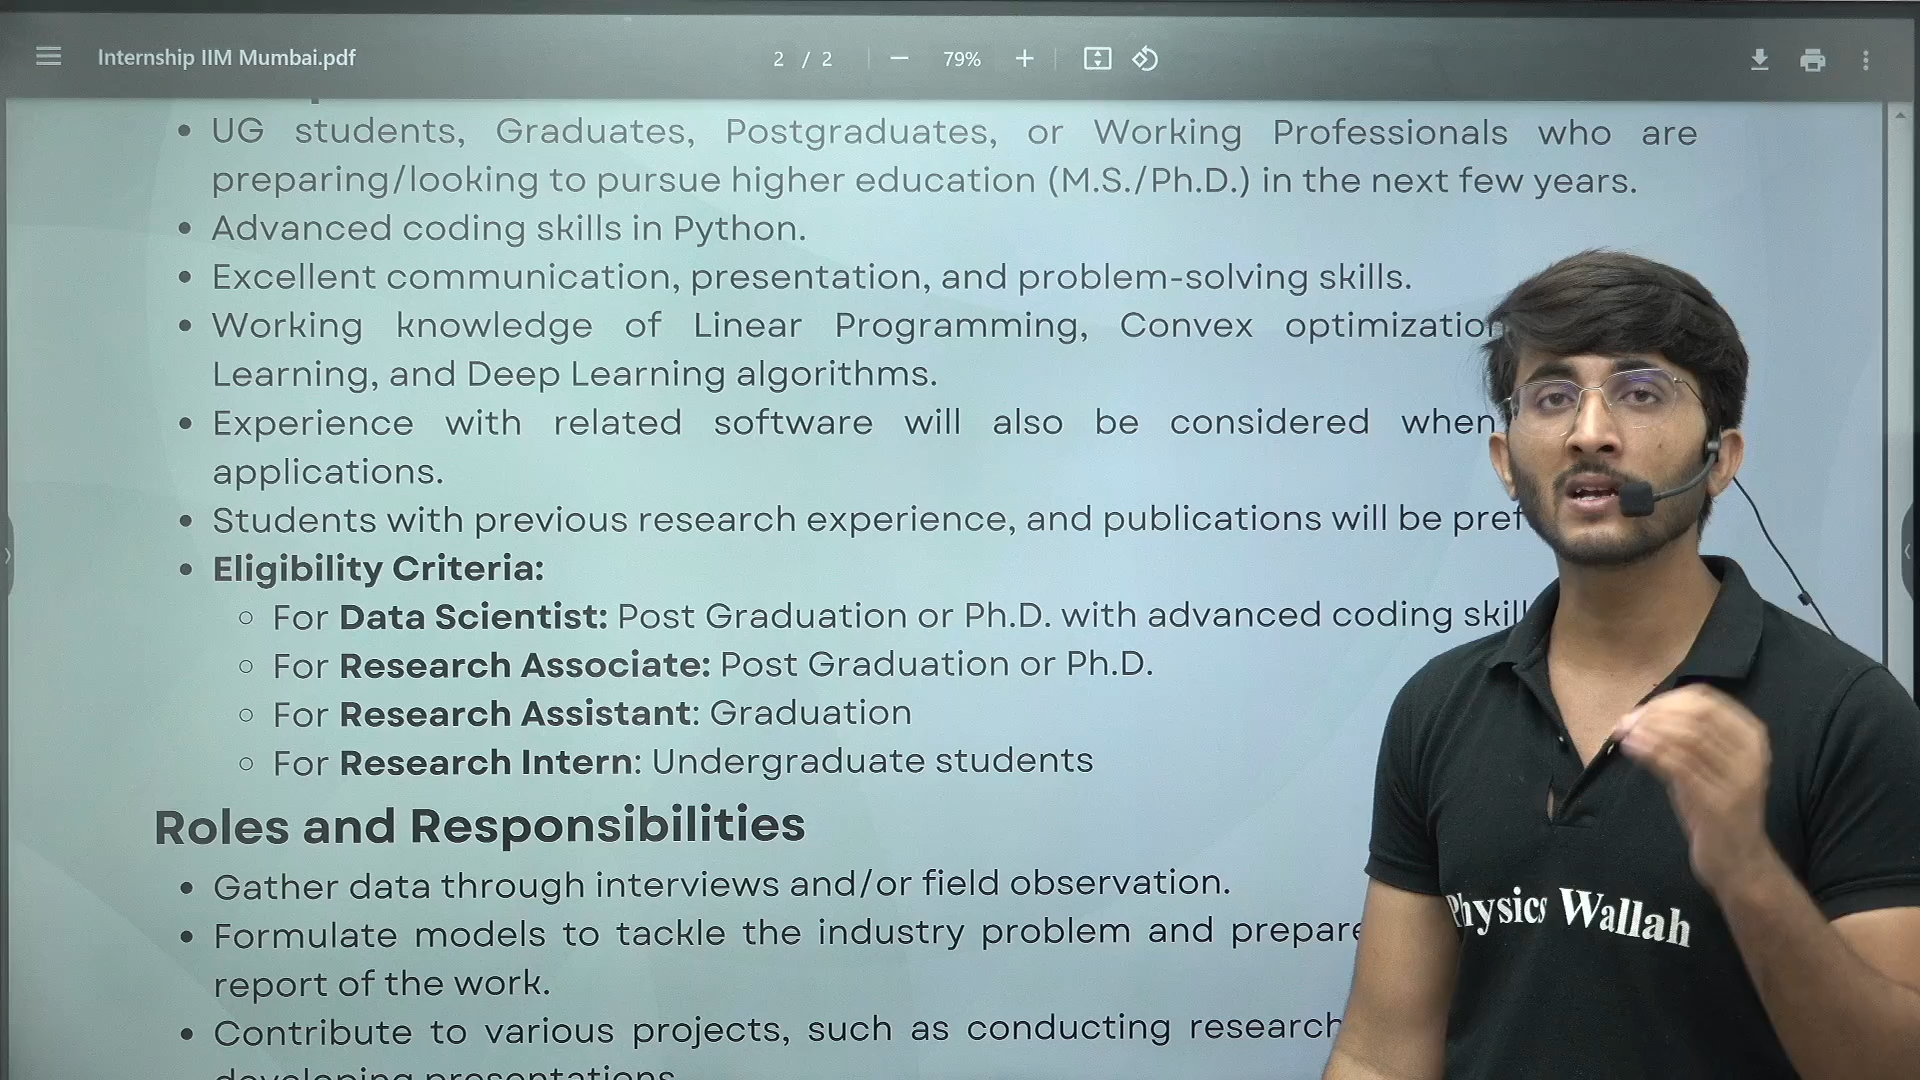 Internship IIM Mumbai.pdf
2 / 2
79%
UG students, Graduates, Postgraduates, or Working Professionals who are
preparing/looking to pursue higher education (M.S./Ph.D.) in the next few years.
Advanced coding skills in Python.
Excellent communication, presentation, and problem-solving skills.
Working knowledge of Linear Programming, Convex
Learning, and Deep Learning algorithms.
Experience with related software will also be considered when
applications.
Students with previous research experience, and publications will be
Eligibility Criteria:
For Data Scientist: Post Graduation or Ph.D. with advanced coding
For Research Associate: Post Graduation or Ph.D.
For Research Assistant: Graduation
For Research Intern: Undergraduate students
Roles and Responsibilities
Gather data through interviews and/or field observation.
Formulate models to tackle the industry problem and prepare
report of the work.
Contribute to various projects, such as conducting research
developing presentations
Physics Wallah